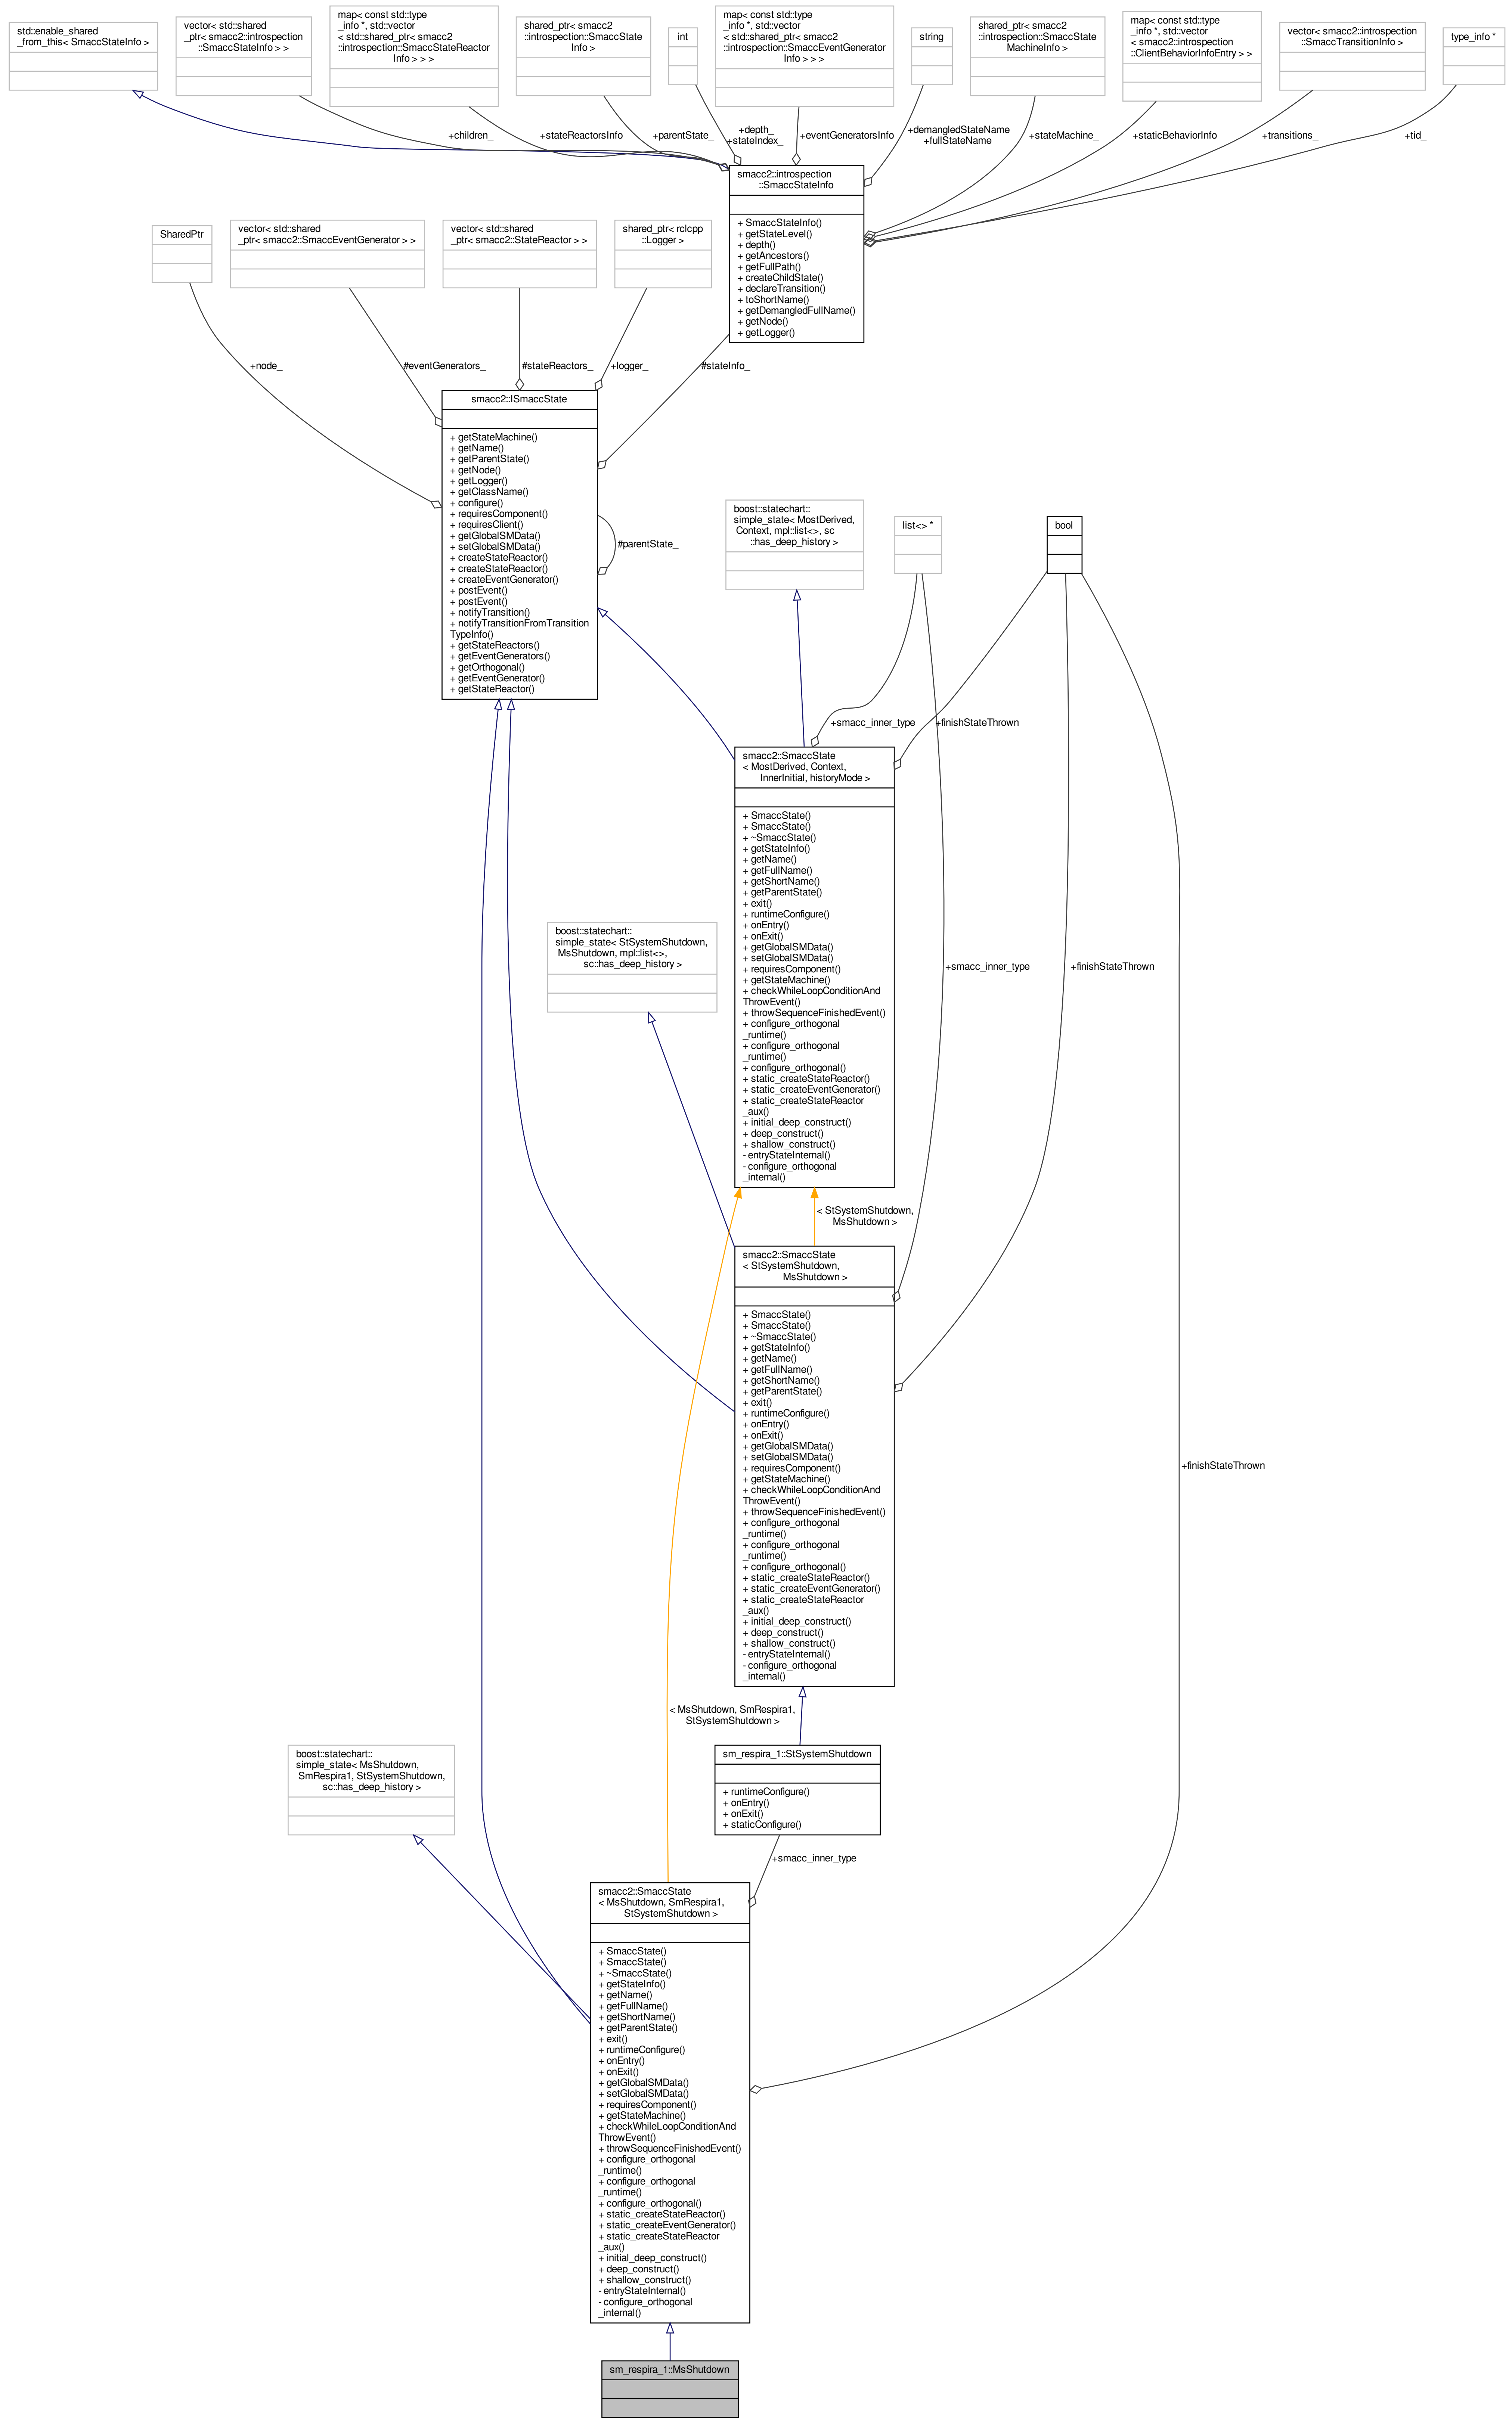 std::enable_shared
_from_this< SmaccStateInfo >
vector< std::shared
_ptr< smacc2::introspection
::SmaccStateInfo > >
map< const std::type
_info *, std::vector
< std::shared_ptr< smacc2
::introspection::SmaccStateReactor
Info > > >
shared_ptr< smacc2
::introspection::SmaccState
Info >
int
map< const std::type
_info *, std::vector
< std::shared_ptr< smacc2
::introspection::SmaccEventGenerator
Info > > >
string
shared_ptr< smacc2
::introspection::SmaccState
MachineInfo >
map< const std::type
_info *, std::vector
< smacc2::introspection
::ClientBehaviorInfoEntry > >
vector< smacc2::introspection
::SmaccTransitionInfo >
type_info *
+children_
+stateReactorsInfo
+parentState_
+depth_
+stateIndex_
+eventGeneratorsInfo
+demangledStateName
+fullStateName
+stateMachine_
+staticBehaviorInfo
+transitions_
+tid_
smacc2::introspection
::SmaccStateInfo
+ SmaccStateInfo()
+ getStateLevel()
+ depth()
+ getAncestors()
+ getFullPath()
+ createChildState()
+ declareTransition()
+ toShortName()
+ getDemangledFullName()
+ getNode()
+ getLogger()
SharedPtr
vector< std::shared
_ptr< smacc2::SmaccEventGenerator > >
vector< std::shared
_ptr< smacc2::StateReactor > >
shared_ptr< rclcpp
::Logger >
+node_
#eventGenerators_
#stateReactors_
+logger_
#stateInfo_
smacc2::ISmaccState
+ getStateMachine()
+ getName()
+ getParentState()
+ getNode()
+ getLogger()
+ getClassName()
+ configure()
+ requiresComponent()
+ requiresClient()
+ getGlobalSMData()
+ setGlobalSMData()
+ createStateReactor()
+ createStateReactor()
+ createEventGenerator()
+ postEvent()
+ postEvent()
+ notifyTransition()
+ notifyTransitionFromTransition
TypeInfo()
+ getStateReactors()
+ getEventGenerators()
+ getOrthogonal()
+ getEventGenerator()
+ getStateReactor()
#parentState_
boost::statechart::
simple_state< MostDerived,
Context, mpl::list<>, sc
::has_deep_history >
list<> *
bool
+smacc_inner_type
+finishStateThrown
smacc2::SmaccState
< MostDerived, Context,
InnerInitial, historyMode >
+ SmaccState()
+ SmaccState()
+ ~SmaccState()
+ getStateInfo()
+ getName()
+ getFullName()
+ getShortName()
+ getParentState()
+ exit()
+ runtimeConfigure()
+ onEntry()
+ onExit()
+ getGlobalSMData()
+ setGlobalSMData()
+ requiresComponent()
+ getStateMachine()
+ checkWhileLoopConditionAnd
ThrowEvent()
+ throwSequenceFinishedEvent()
+ configure_orthogonal
_runtime()
+ configure_orthogonal
_runtime()
+ configure_orthogonal()
+ static_createStateReactor()
+ static_createEventGenerator()
+ static_createStateReactor
_aux()
+ initial_deep_construct()
+ deep_construct()
+ shallow_construct()
- entryStateInternal()
- configure_orthogonal
_internal()
boost::statechart::
simple_state< StSystemShutdown,
MsShutdown, mpl::list<>,
sc::has_deep_history >
+smacc_inner_type
+finishStateThrown
< StSystemShutdown,
MsShutdown >
smacc2::SmaccState
< StSystemShutdown,
MsShutdown >
+ SmaccState()
+ SmaccState()
+ ~SmaccState()
+ getStateInfo()
+ getName()
+ getFullName()
+ getShortName()
+ getParentState()
+ exit()
+ runtimeConfigure()
+ onEntry()
+ onExit()
+ getGlobalSMData()
+ setGlobalSMData()
+ requiresComponent()
+ getStateMachine()
+ checkWhileLoopConditionAnd
ThrowEvent()
+ throwSequenceFinishedEvent()
+ configure_orthogonal
_runtime()
+ configure_orthogonal
_runtime()
+ configure_orthogonal()
+ static_createStateReactor()
+ static_createEventGenerator()
+ static_createStateReactor
_aux()
+ initial_deep_construct()
+ deep_construct()
+ shallow_construct()
- entryStateInternal()
- configure_orthogonal
_internal()
+finishStateThrown
< MsShutdown, SmRespira1,
StSystemShutdown >
boost::statechart::
simple_state< MsShutdown,
SmRespira1, StSystemShutdown,
sc::has_deep_history >
sm_respira_1::StSystemShutdown
+ runtimeConfigure()
+ onEntry()
+ onExit()
+ staticConfigure()
+smacc_inner_type
smacc2::SmaccState
< MsShutdown, SmRespira1,
StSystemShutdown >
+ SmaccState()
+ SmaccState()
+ ~SmaccState()
+ getStateInfo()
+ getName()
+ getFullName()
+ getShortName()
+ getParentState()
+ exit()
+ runtimeConfigure()
+ onEntry()
+ onExit()
+ getGlobalSMData()
+ setGlobalSMData()
+ requiresComponent()
+ getStateMachine()
+ checkWhileLoopConditionAnd
ThrowEvent()
+ throwSequenceFinishedEvent()
+ configure_orthogonal
_runtime()
+ configure_orthogonal
_runtime()
+ configure_orthogonal()
+ static_createStateReactor()
+ static_createEventGenerator()
+ static_createStateReactor
_aux()
+ initial_deep_construct()
+ deep_construct()
+ shallow_construct()
- entryStateInternal()
- configure_orthogonal
_internal()
sm_respira_1::MsShutdown